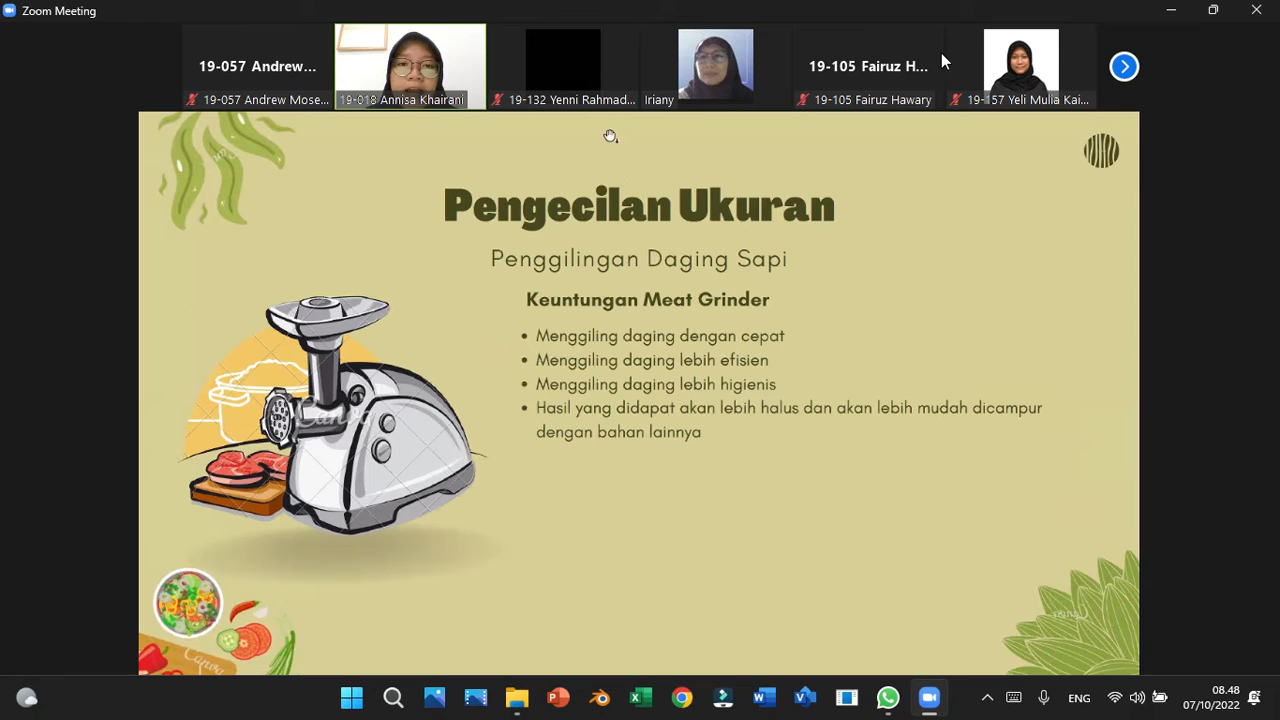 Zoom Meeting
19-057 Andrew...
19-105 Fairuz H...
19-057 Andrew Mose...
19-018 Annisa Khairani
19-132 Yenni Rahmad...
Iriany
19-105 Fairuz Hawary
19-157 Yeli Mulia Kai...
Pengecilan Ukuran
Penggilingan Daging Sapi
Keuntungan Meat Grinder
• Menggiling daging dengan cepat
• Menggiling daging lebih efisien
• Menggiling daging lebih higienis
• Hasil yang didapat akan lebih halus dan akan lebih mudah dicampur
dengan bahan lainnya
Canva
Canva
ENG
08.48
07/10/2022